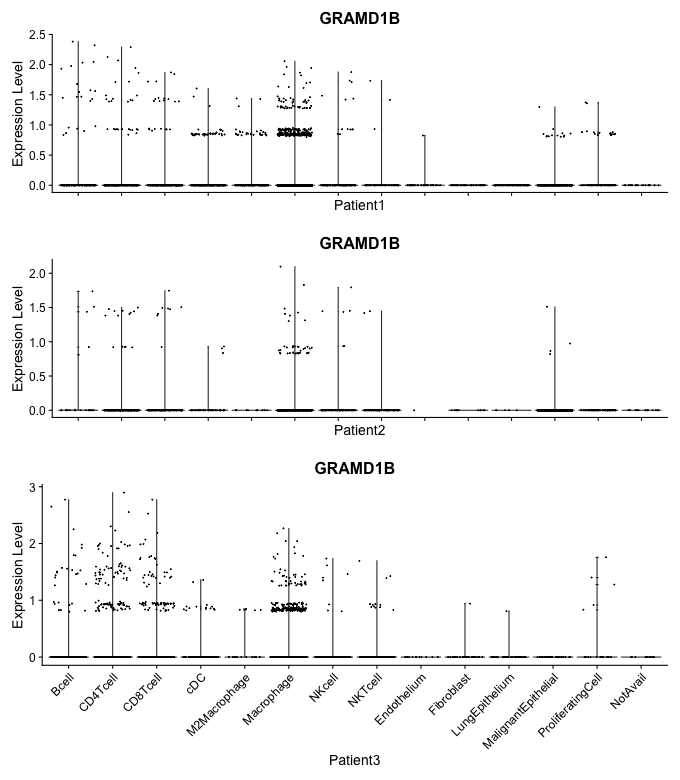 GRAMD1B
Expression Level
2.5
2.0
1.5
1.0
0.5
0.0
Patient1
GRAMD1B
Expression Level
2.0
1.5
1.0
0.5
0.0
Patient2
GRAMD1B
Expression Level
3
2
1
0
Bcell
CD4Tcell
CD8Tcell
cDC
M2Macrophage
Macrophage
NKcell
NKTcell
Endothelium
Fibroblast
LungEpithelium
MalignantEpithelial
ProliferatingCell
NotAvail
Patient3